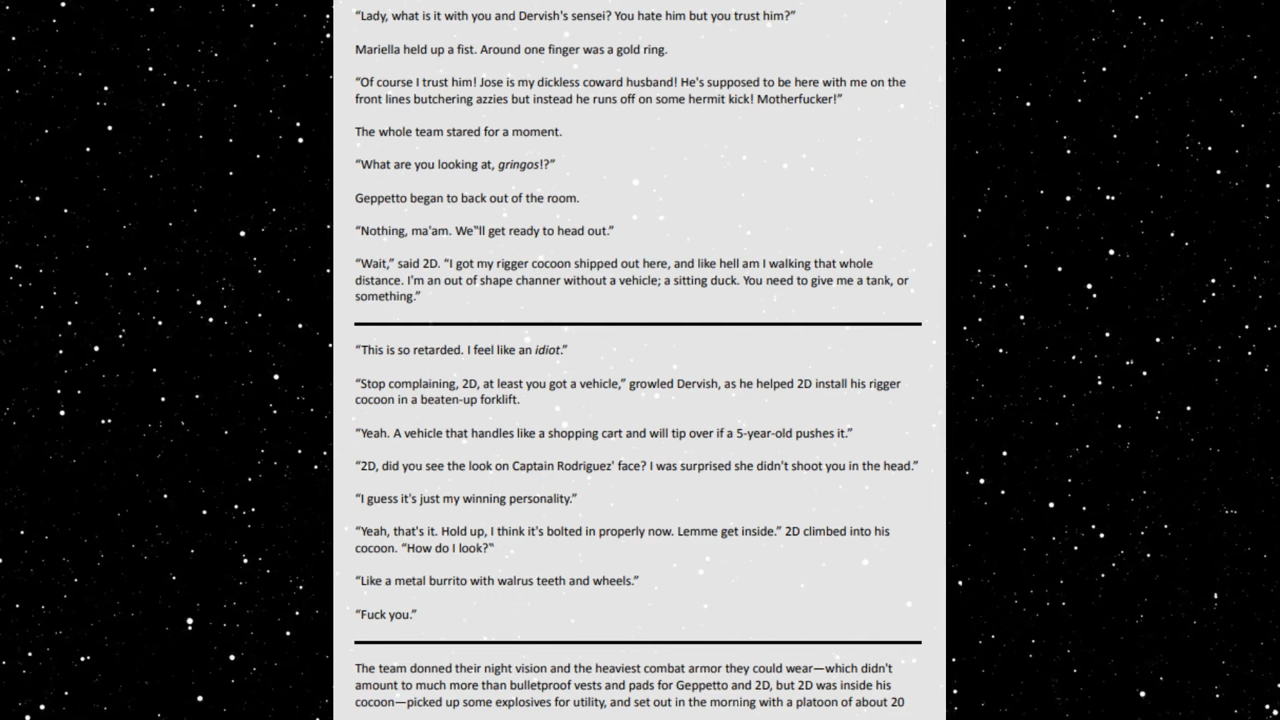 “Lady, what is it with you and Dervish's sensei? You hate him but you trust him?”
Mariella held up a fist. Around one finger was a gold ring.
“Of course I trust him! Jose is my dickless coward husband! He's supposed to be here with me on the
front lines butchering azzies but instead he runs off on some hermit kick! Motherfucker!”
The whole team stared for a moment.
“What are you looking at, gringos!?”
Geppetto began to back out of the room.
“Nothing, ma'am. We‟ll get ready to head out.”
“Wait,” said 2D. “I got my rigger cocoon shipped out here, and like hell am I walking that whole
distance. I'm an out of shape channer without a vehicle; a sitting duck. You need to give me a tank, or
something.”
“This is so retarded. I feel like an idiot.”
“Stop complaining, 2D, at least you got a vehicle,” growled Dervish, as he helped 2D install his rigger
cocoon in a beaten-up forklift.
“Yeah. A vehicle that handles like a shopping cart and will tip over if a 5-year-old pushes it.”
“2D, did you see the look on Captain Rodriguez' face? I was surprised she didn't shoot you in the head.”
“I guess it's just my winning personality.”
“Yeah, that's it. Hold up, I think it's bolted in properly now. Lemme get inside.” 2D climbed into his
cocoon. “How do I look?‟
“Like a metal burrito with walrus teeth and wheels.”
“Fuck you.”
The team donned their night vision and the heaviest combat armor they could wear—which didn't
amount to much more than bulletproof vests and pads for Geppetto and 2D, but 2D was inside his
cocoon—picked up some explosives for utility, and set out in the morning with a platoon of about 20